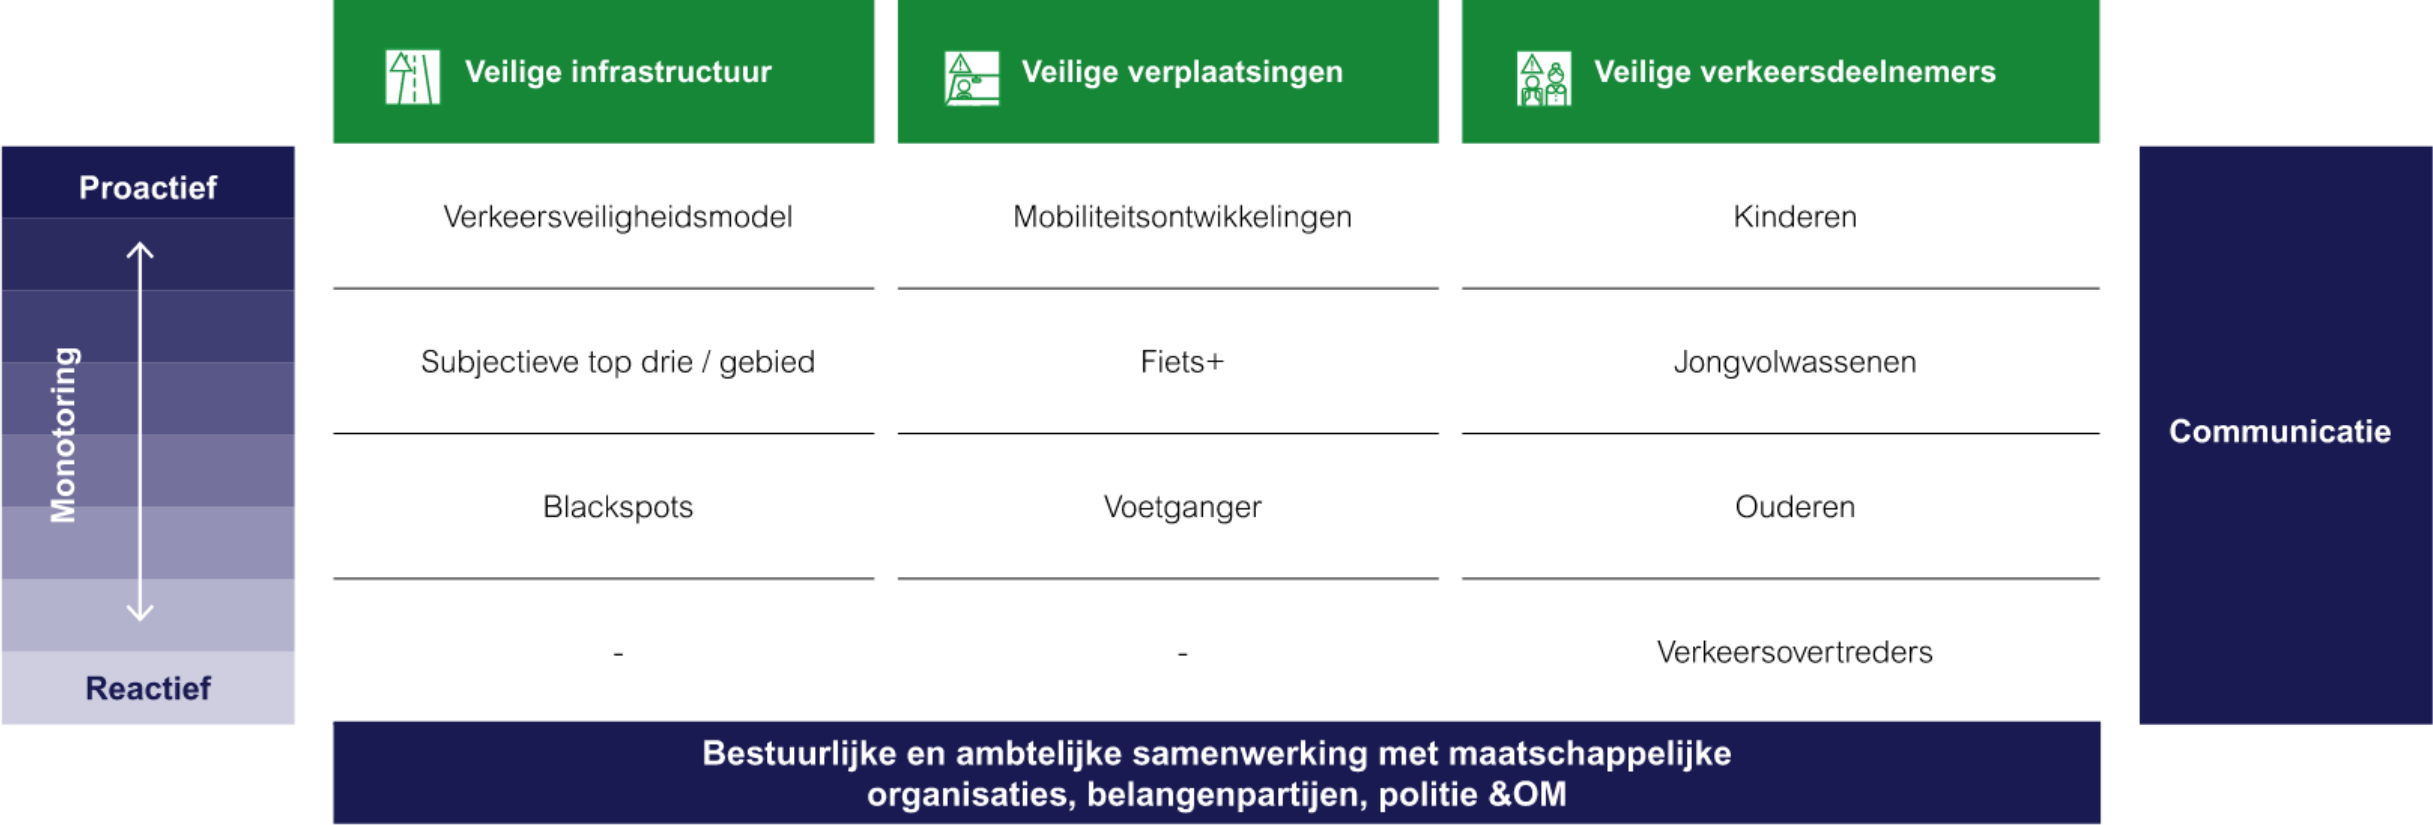 Veilige infrastructuur
Veilige verplaatsingen
Veilige verkeersdeelnemers
Proactief
Monotoring
Reactief
Verkeersveiligheidsmodel
Mobiliteitsontwikkelingen
Kinderen
Subjectieve top drie / gebied
Fiets+
Jongvolwassenen
Blackspots
Voetganger
Ouderen
-
-
Verkeersovertreders
Communicatie
Bestuurlijke en ambtelijke samenwerking met maatschappelijke
organisaties, belangenpartijen, politie &OM